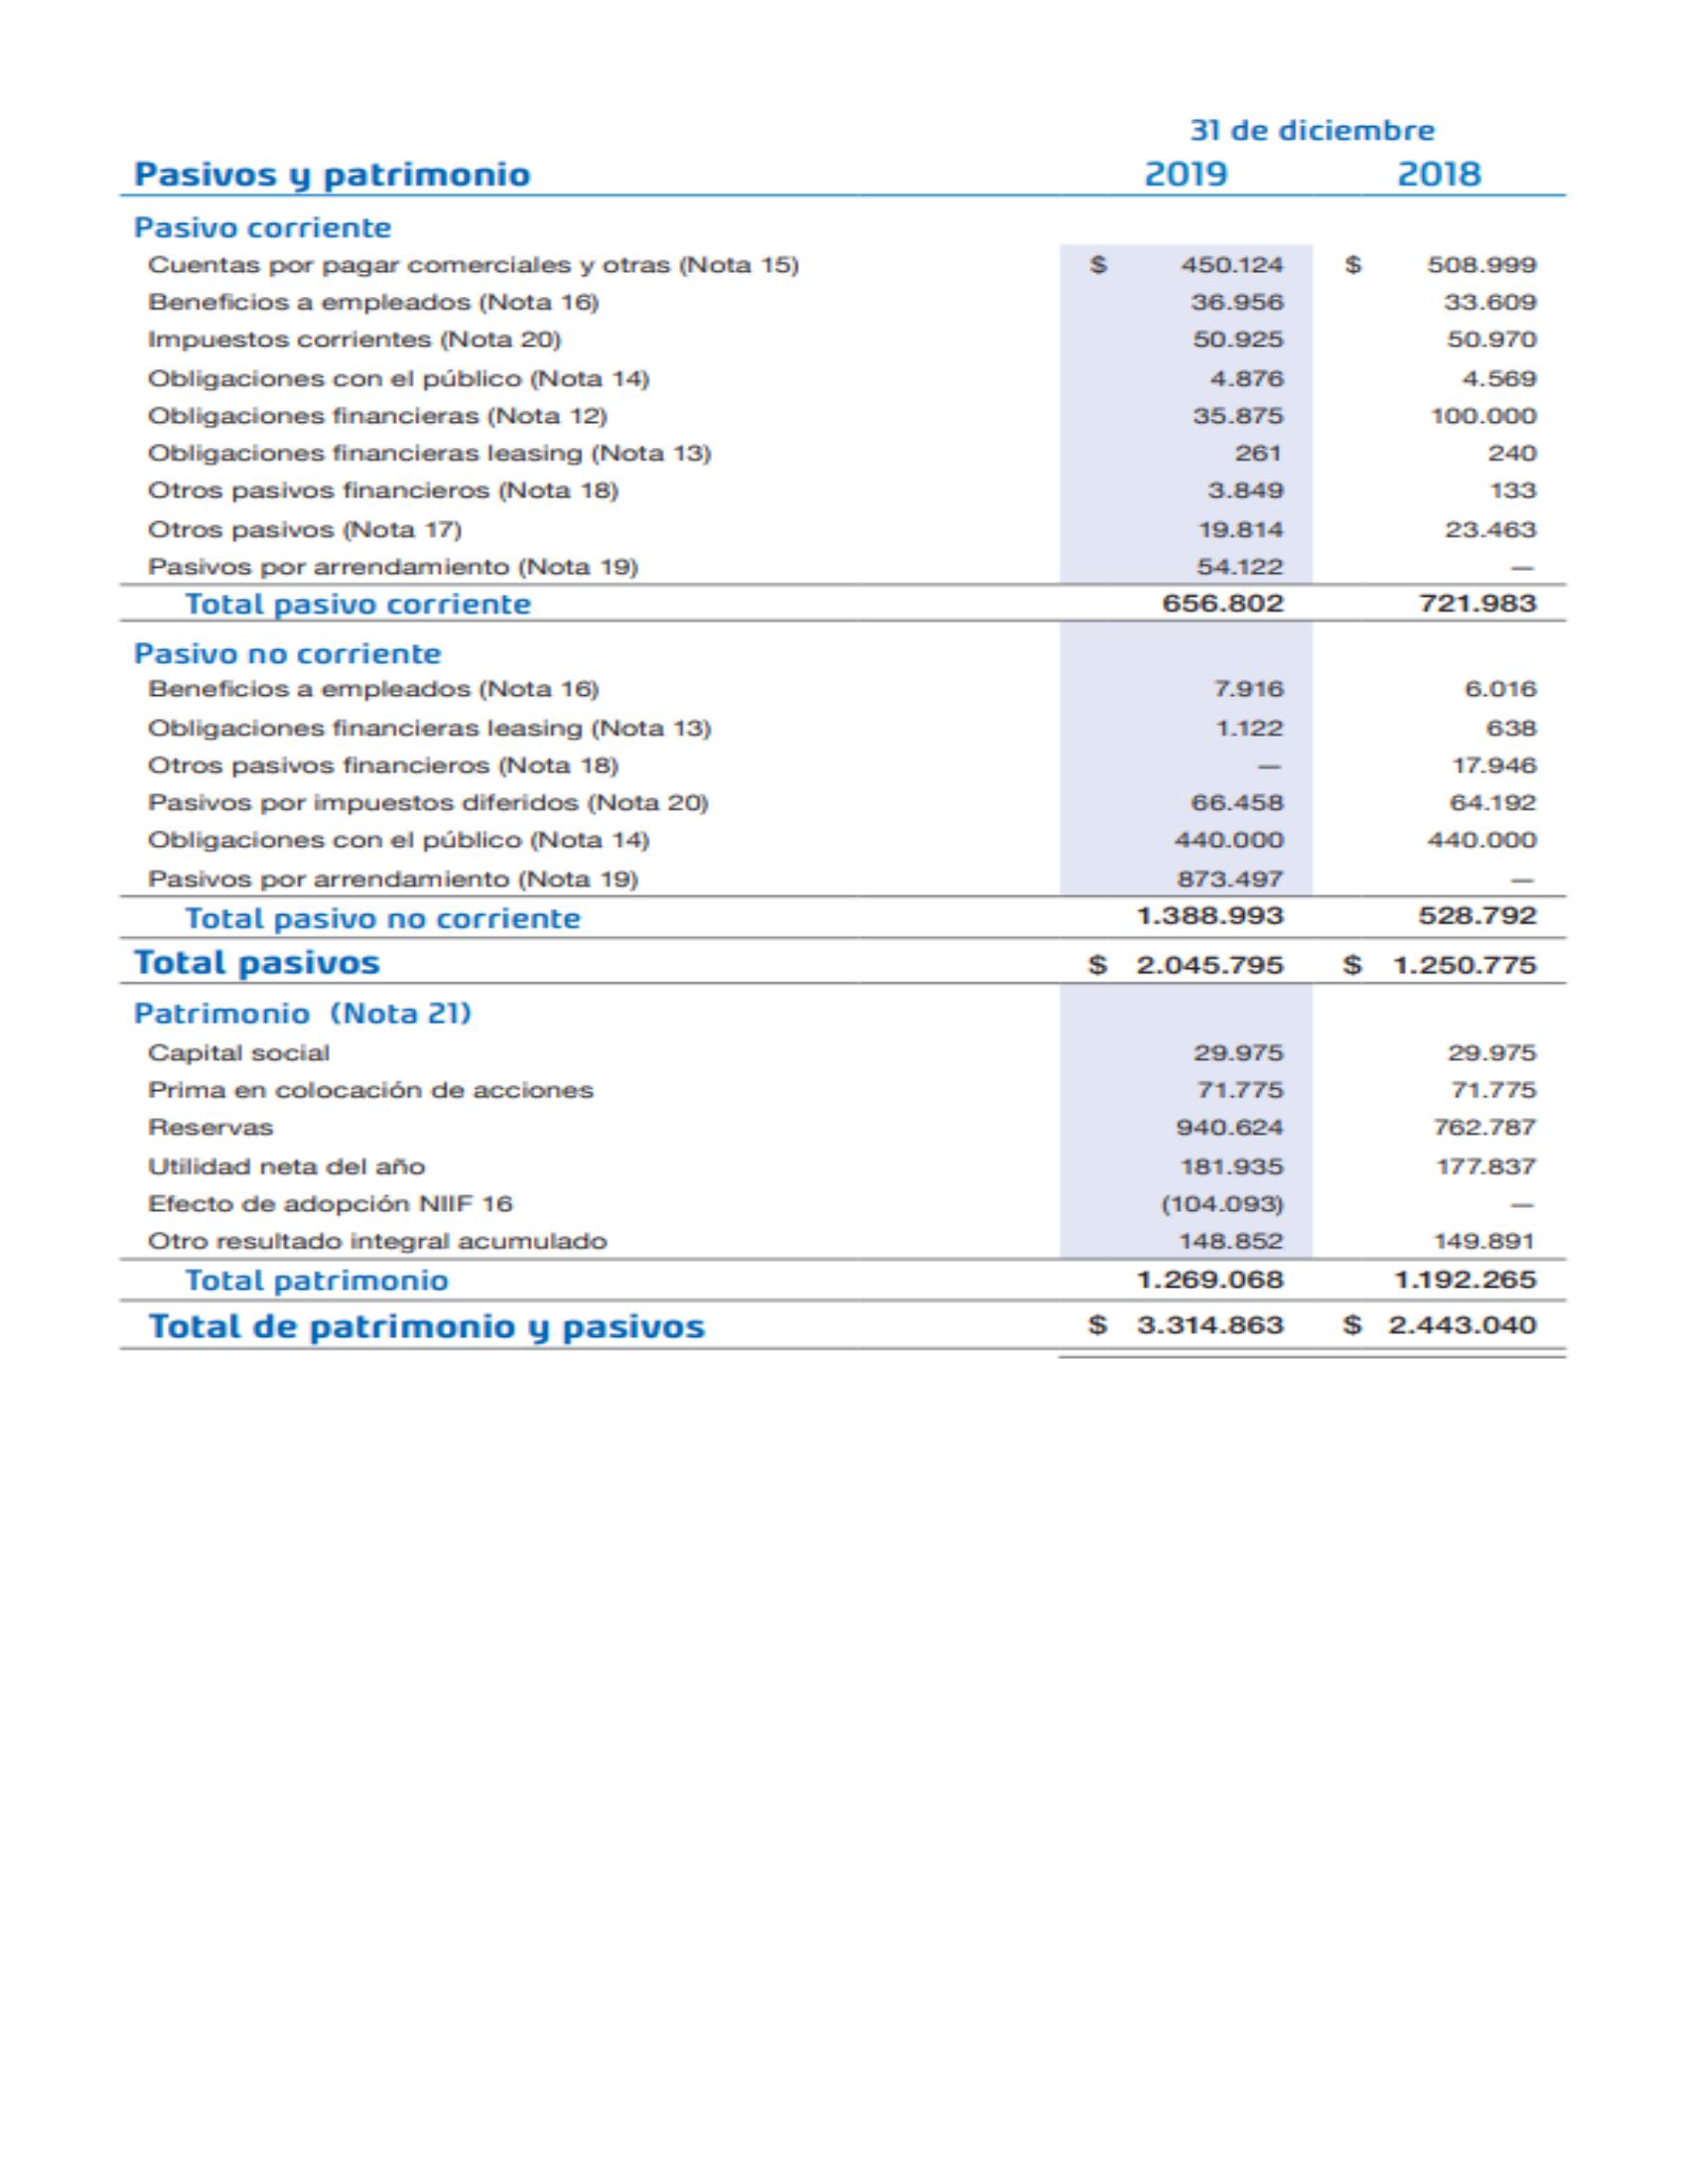 31 de diciembre
Pasivos y patrimonio 2019 2018
Pasivo corriente
Cuentas por pagar comerciales y otras (Nota 15) $ 450.124 $ 508.999
Beneficios a empleados (Nota 16) 36.956 33.609
Impuestos corrientes (Nota 20) 50.925 50.970
Obligaciones con el público (Nota 14) 4.876 4.569
Obligaciones financieras (Nota 12) 35.875 100.000
Obligaciones financieras leasing (Nota 13) 261 240
Otros pasivos financieros (Nota 18) 3.849 133
Otros pasivos (Nota 17) 19.814 23.463
Pasivos por arrendamiento (Nota 19) 54.122 —
Total pasivo corriente 656.802 721.983
Pasivo no corriente
Beneficios a empleados (Nota 16) 7.916 6.016
Obligaciones financieras leasing (Nota 13) 1.122 638
Otros pasivos financieros (Nota 18) — 17.946
Pasivos por impuestos diferidos (Nota 20) 66.458 64.192
Obligaciones con el público (Nota 14) 440.000 440.000
Pasivos por arrendamiento (Nota 19) 873.497 —
Total pasivo no corriente 1.388.993 528.792
Total pasivos $ 2.045.795 $ 1.250.775
Patrimonio (Nota 21)
Capital social 29.975 29.975
Prima en colocación de acciones 71.775 71.775
Reservas 940.624 762.787
Utilidad neta del año 181.935 177.837
Efecto de adopción NIIF 16 (104.093) —
Otro resultado integral acumulado 148.852 149.891
Total patrimonio 1.269.068 1.192.265
Total de patrimonio y pasivos $ 3.314.863 $ 2.443.040